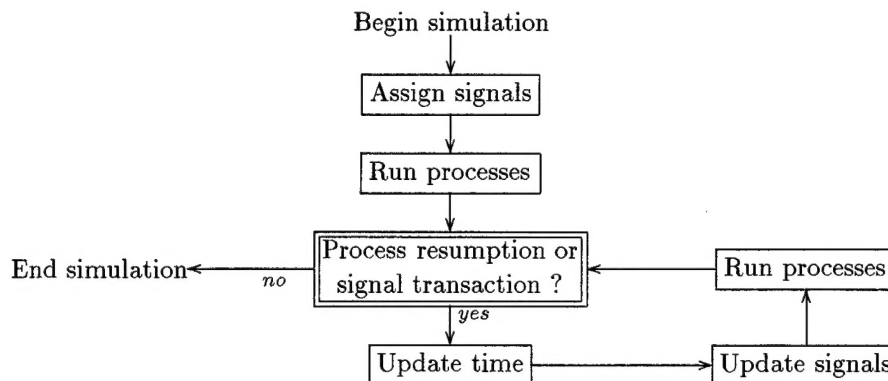 Begin simulation
Assign signals
Run processes
Process resumption or
signal transaction ?
End simulation
no
Run processes
yes
Update time
Update signals